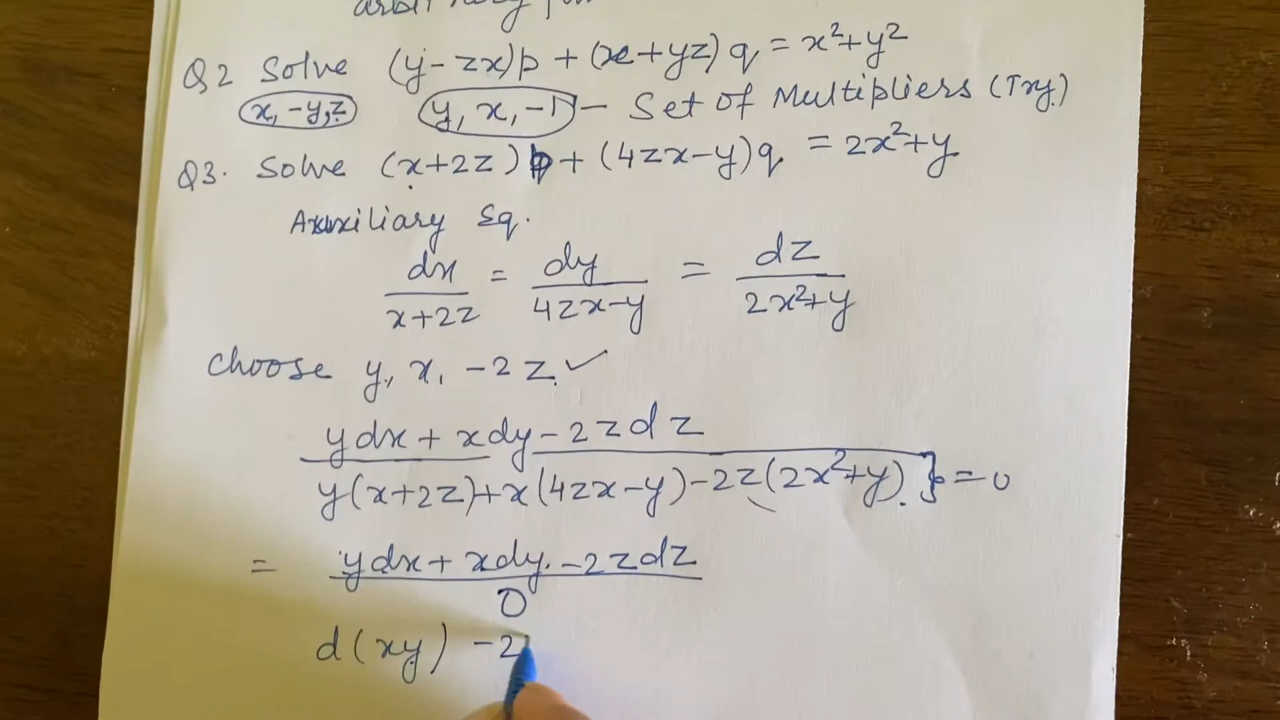 Q2 Solve (y-zx)p + (x+yz)q = x²+y²
x, -y, z y, x, -1 - Set of Multipliers (Try)
Q3. Solve (x+2z)p + (4zx-y)q = 2x²+y
Auxiliary Eq.
dx/x+2z = dy/4zx-y = dz/2x²+y
choose y, x, -2z. ✓
ydx + xdy - 2zdz
y(x+2z)+x(4zx-y)-2z(2x²+y) } = 0
= ydx + xdy - 2zdz
0
d(xy) -2